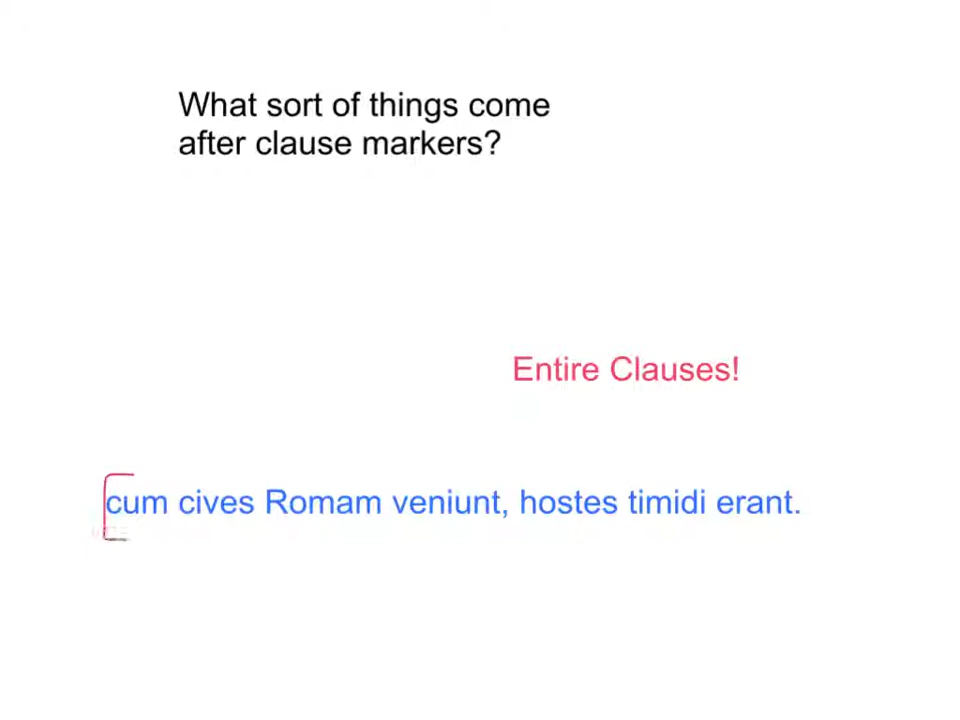 What sort of things come
after clause markers?
Entire Clauses!
cum cives Romam veniunt, hostes timidi erant.